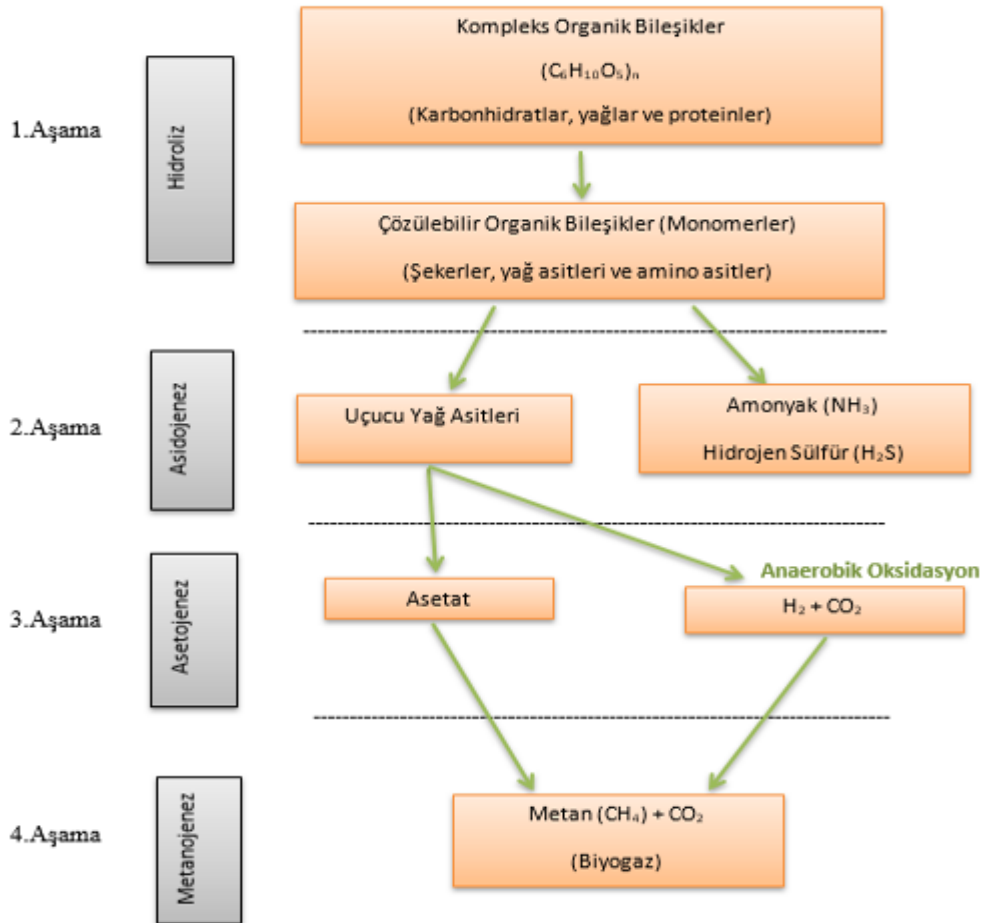 Kompleks Organik Bileşikler
(C₆H₁₀O₅)ₙ
(Karbonhidratlar, yağlar ve proteinler)
1.Aşama
Hidroliz
Çözülebilir Organik Bileşikler (Monomerler)
(Şekerler, yağ asitleri ve amino asitler)
2.Aşama
Asidojenez
Uçucu Yağ Asitleri
Amonyak (NH₃)
Hidrojen Sülfür (H₂S)
3.Aşama
Asetojenez
Asetat
Anaerobik Oksidasyon
H₂ + CO₂
4.Aşama
Metanojenez
Metan (CH₄) + CO₂
(Biyogaz)